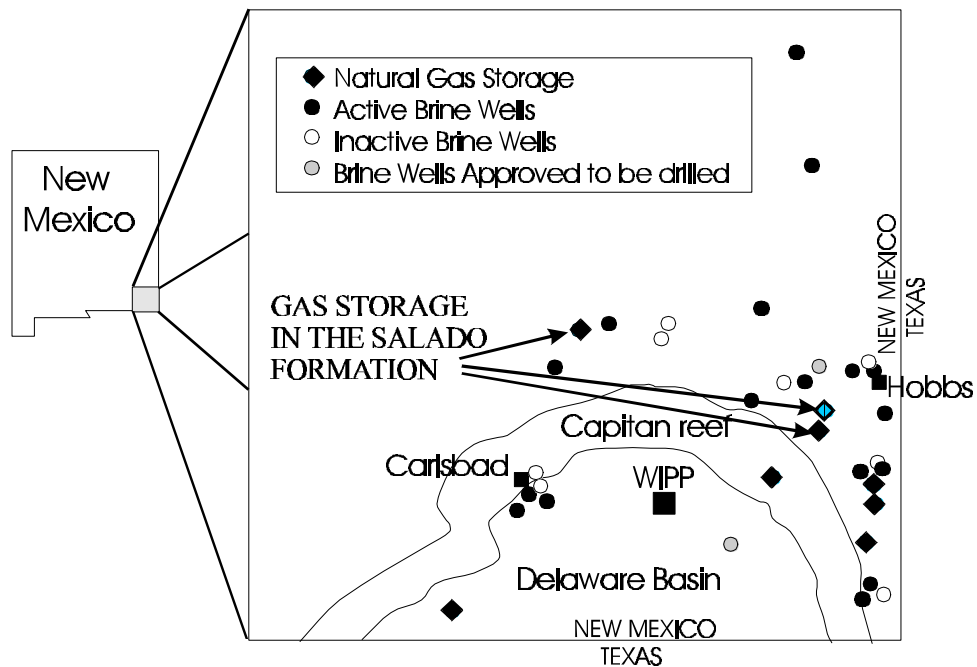 New
Mexico
Natural Gas Storage
Active Brine Wells
Inactive Brine Wells
Brine Wells Approved to be drilled
NEW MEXICO
TEXAS
GAS STORAGE
IN THE SALADO
FORMATION
Hobbs
Capitan reef
Carlsbad
WIPP
Delaware Basin
NEW MEXICO
TEXAS